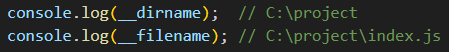 console.log(__dirname);  // C:\project
console.log(__filename); // C:\project\index.js